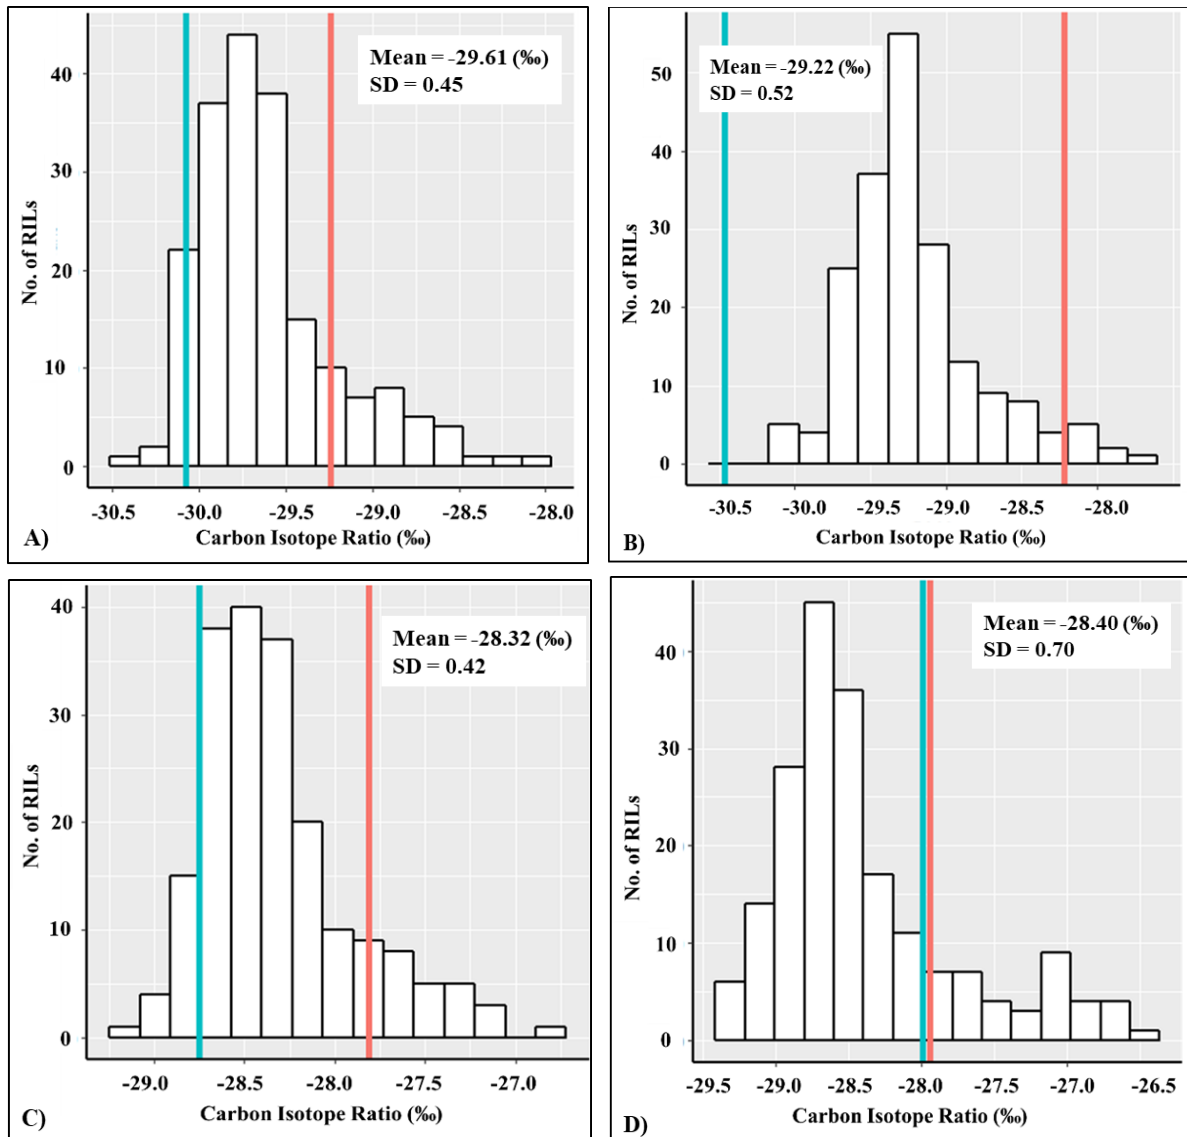 Mean = -29.61 (‰)
SD = 0.45
40
30
20
10
0
No. of RILs
-30.5 -30.0 -29.5 -29.0 -28.5 -28.0
Carbon Isotope Ratio (‰)
A)
Mean = -29.22 (‰)
SD = 0.52
50
40
30
20
10
0
No. of RILs
-30.5 -30.0 -29.5 -29.0 -28.5 -28.0
Carbon Isotope Ratio (‰)
B)
Mean = -28.32 (‰)
SD = 0.42
40
30
20
10
0
No. of RILs
-29.0 -28.5 -28.0 -27.5 -27.0
Carbon Isotope Ratio (‰)
C)
Mean = -28.40 (‰)
SD = 0.70
40
30
20
10
0
No. of RILs
-29.5 -29.0 -28.5 -28.0 -27.5 -27.0 -26.5
Carbon Isotope Ratio (‰)
D)